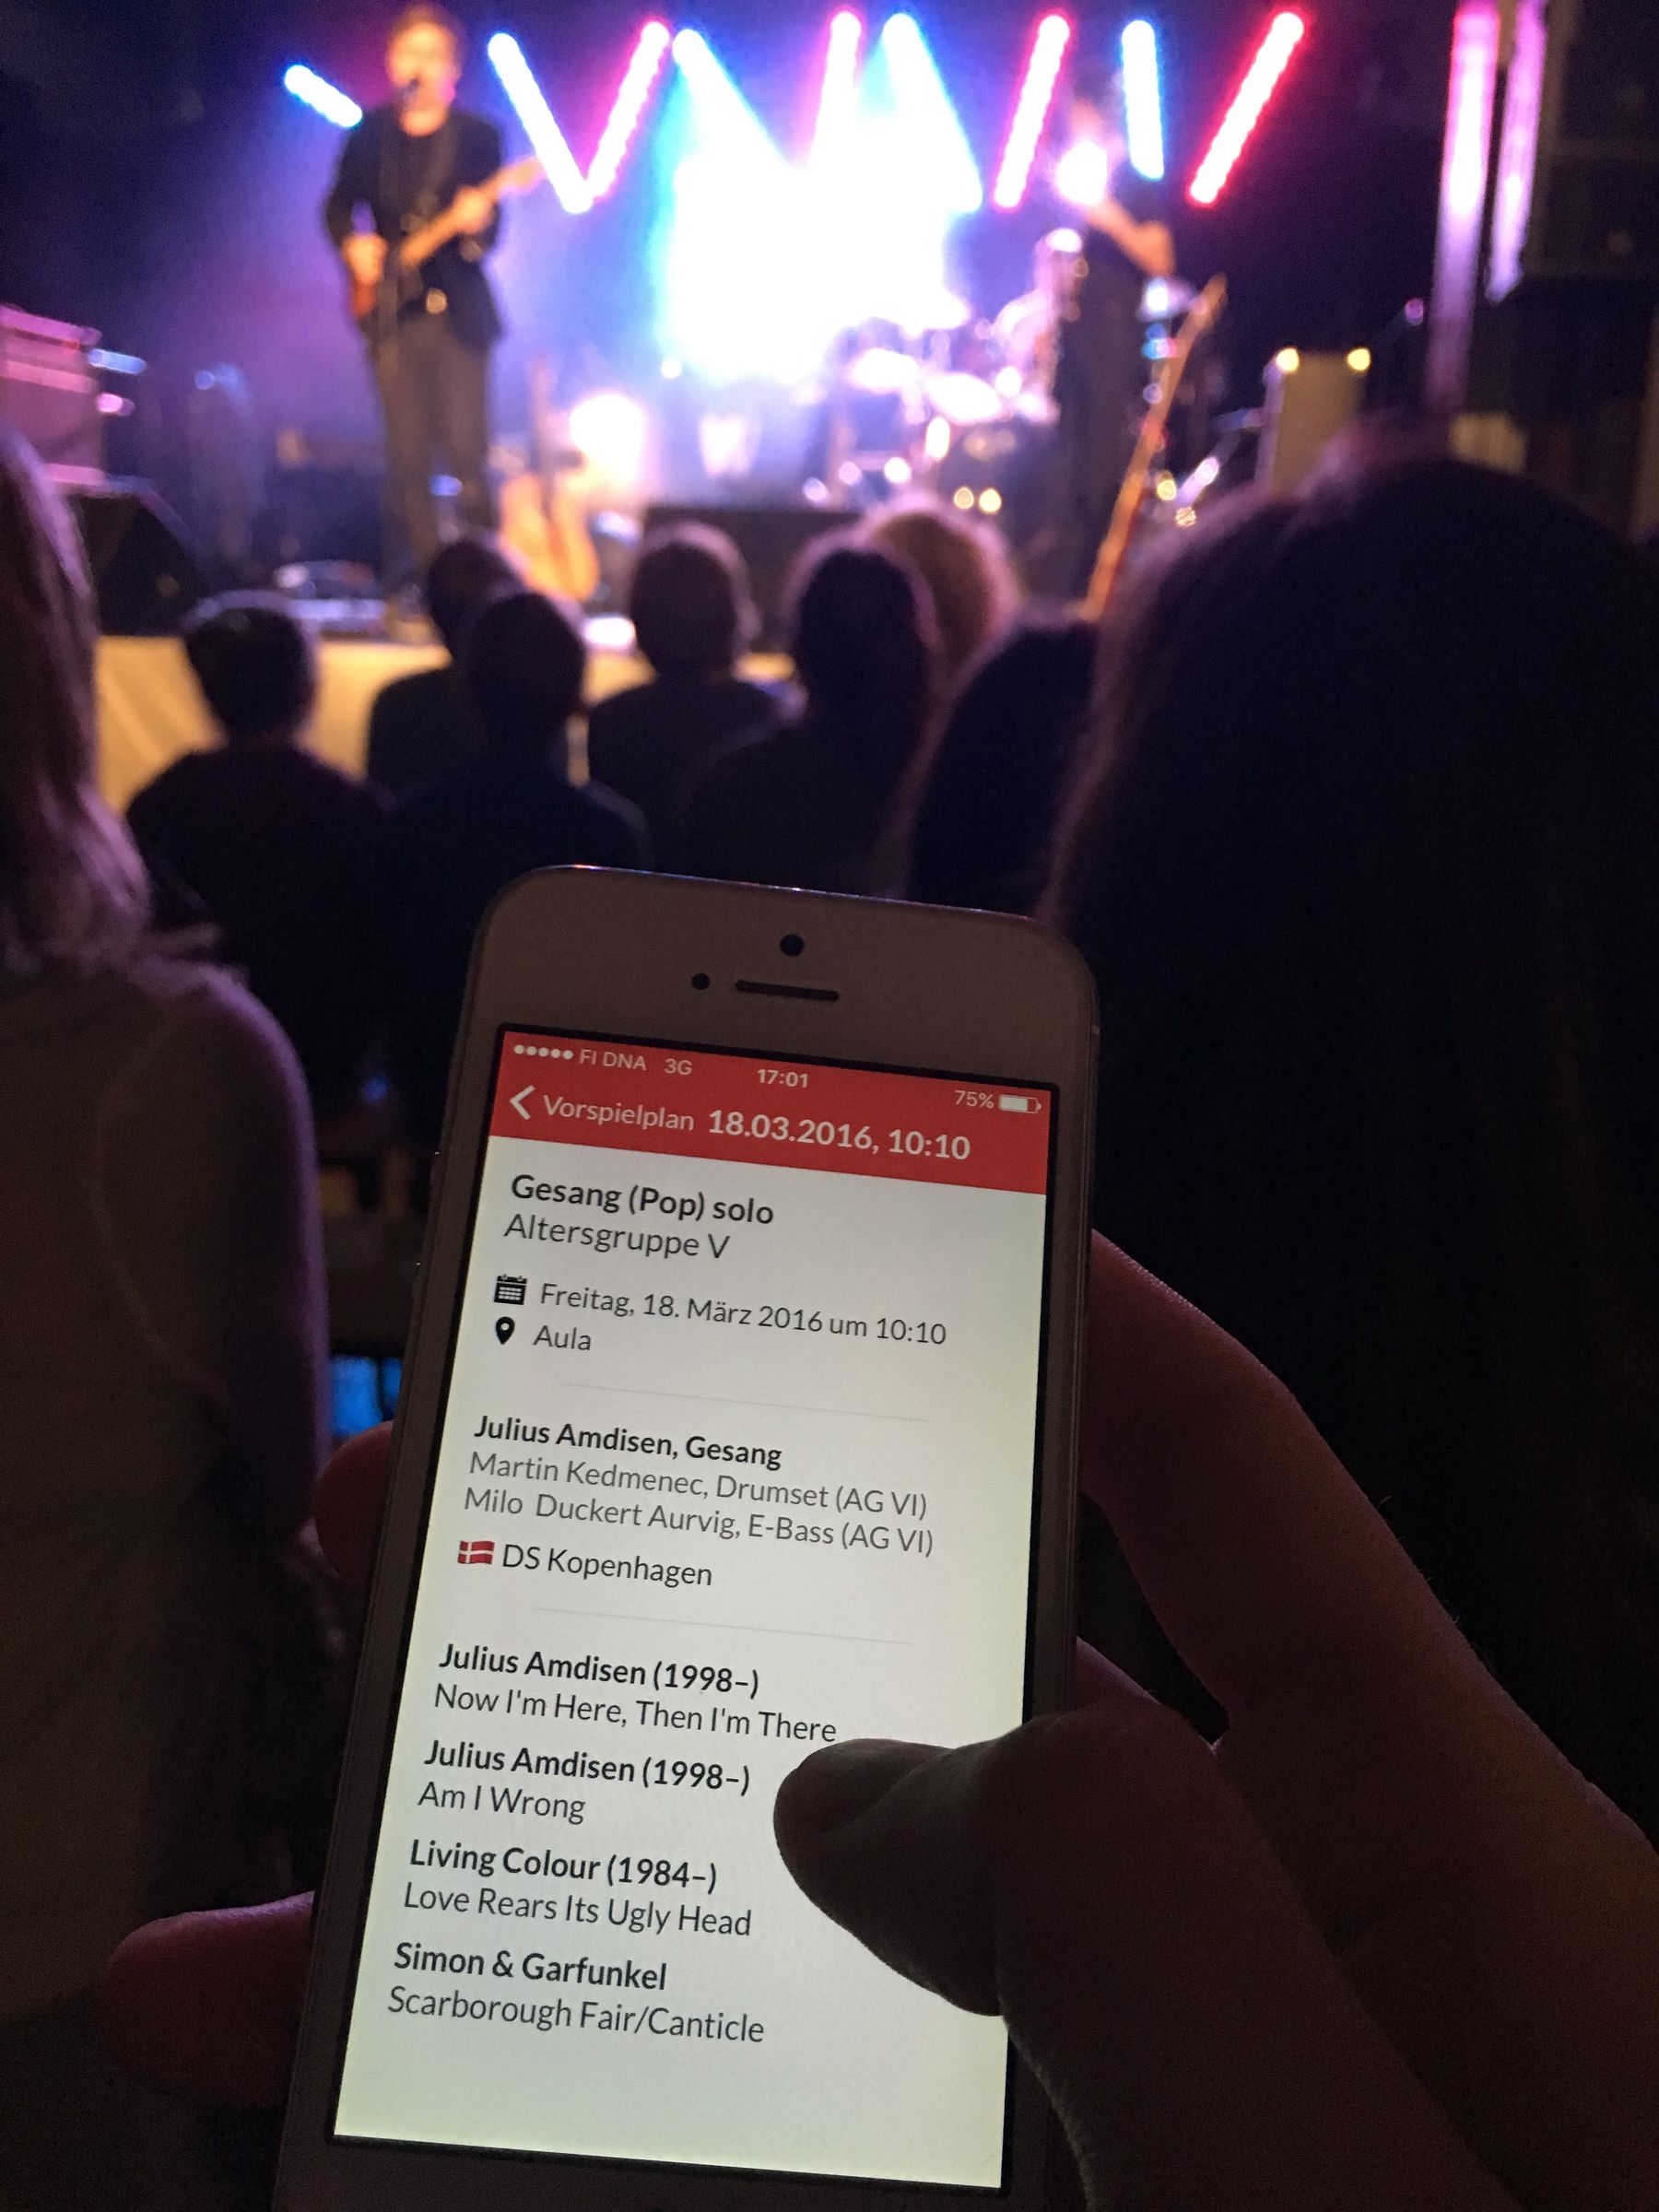 FI DNA 3G 17:01 75%
Vorspielplan 18.03.2016, 10:10
Gesang (Pop) solo
Altersgruppe V
Freitag, 18. März 2016 um 10:10
Aula
Julius Amdisen, Gesang
Martin Kedmenec, Drumset (AG VI)
Milo Duckert Aurvig, E-Bass (AG VI)
DS Kopenhagen
Julius Amdisen (1998–)
Now I'm Here, Then I'm There
Julius Amdisen (1998–)
Am I Wrong
Living Colour (1984–)
Love Rears Its Ugly Head
Simon & Garfunkel
Scarborough Fair/Canticle